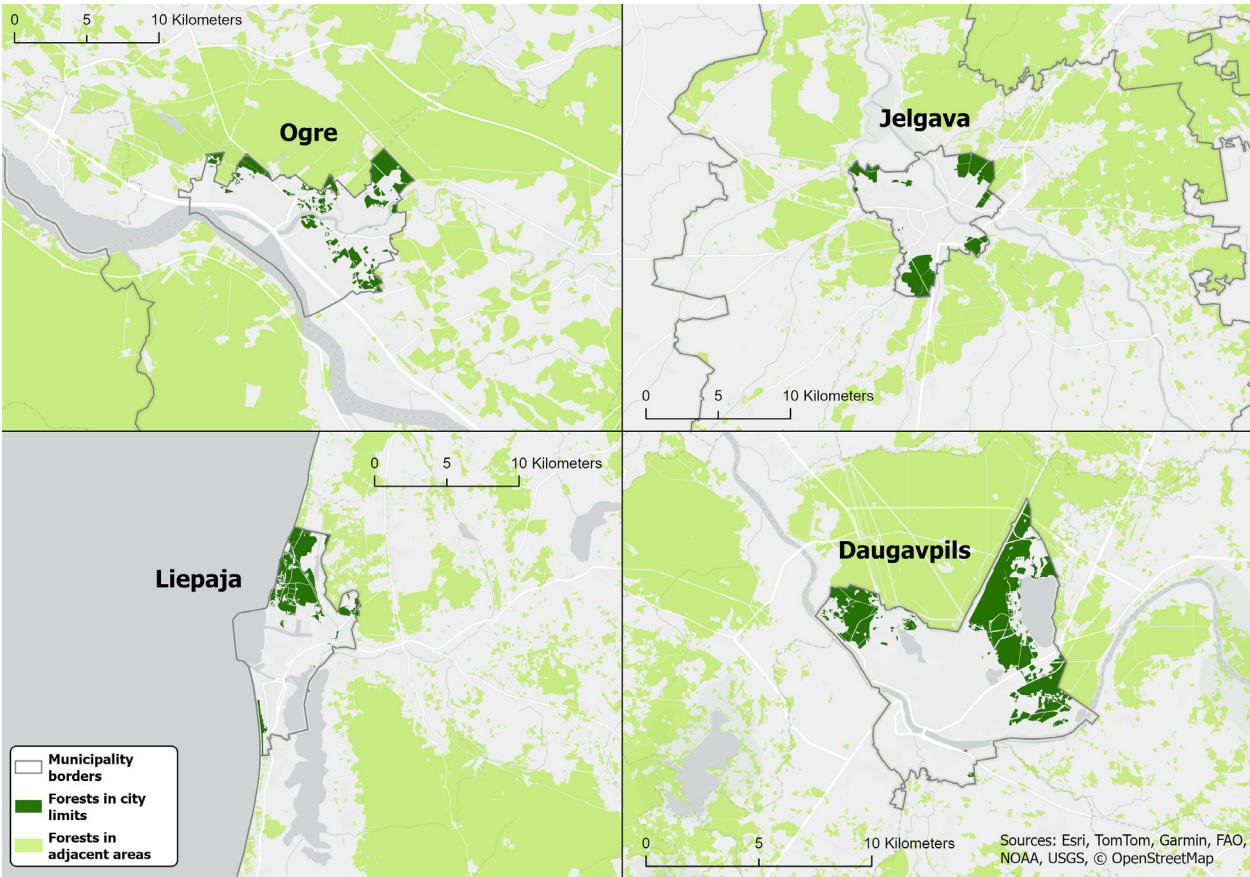 0 5 10 Kilometers
Ogre
Jelgava
0 5 10 Kilometers
0 5 10 Kilometers
Liepaja
Daugavpils
Municipality
borders
Forests in city
limits
Forests in
adjacent areas
0 5 10 Kilometers
Sources: Esri, TomTom, Garmin, FAO,
NOAA, USGS, © OpenStreetMap